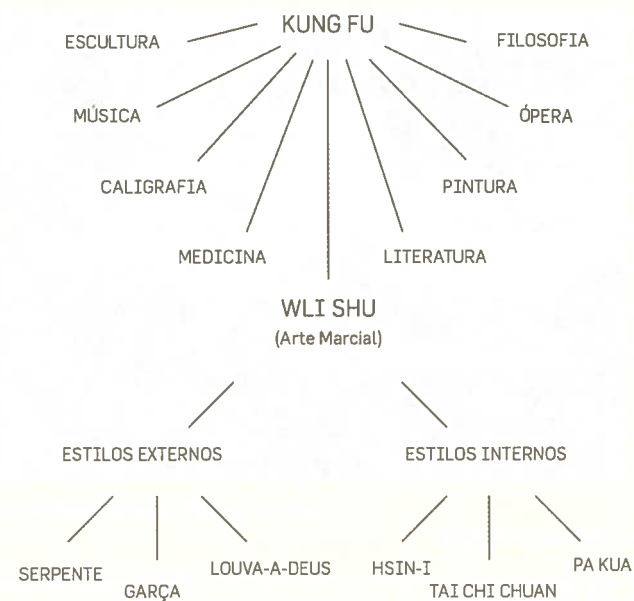 KUNG FU
ESCULTURA
FILOSOFIA
MÚSICA
ÓPERA
CALIGRAFIA
PINTURA
MEDICINA
LITERATURA
WLI SHU
(Arte Marcial)
ESTILOS EXTERNOS
ESTILOS INTERNOS
SERPENTE
GARÇA
LOUVA-A-DEUS
HSIN-I
TAI CHI CHUAN
PA KUA